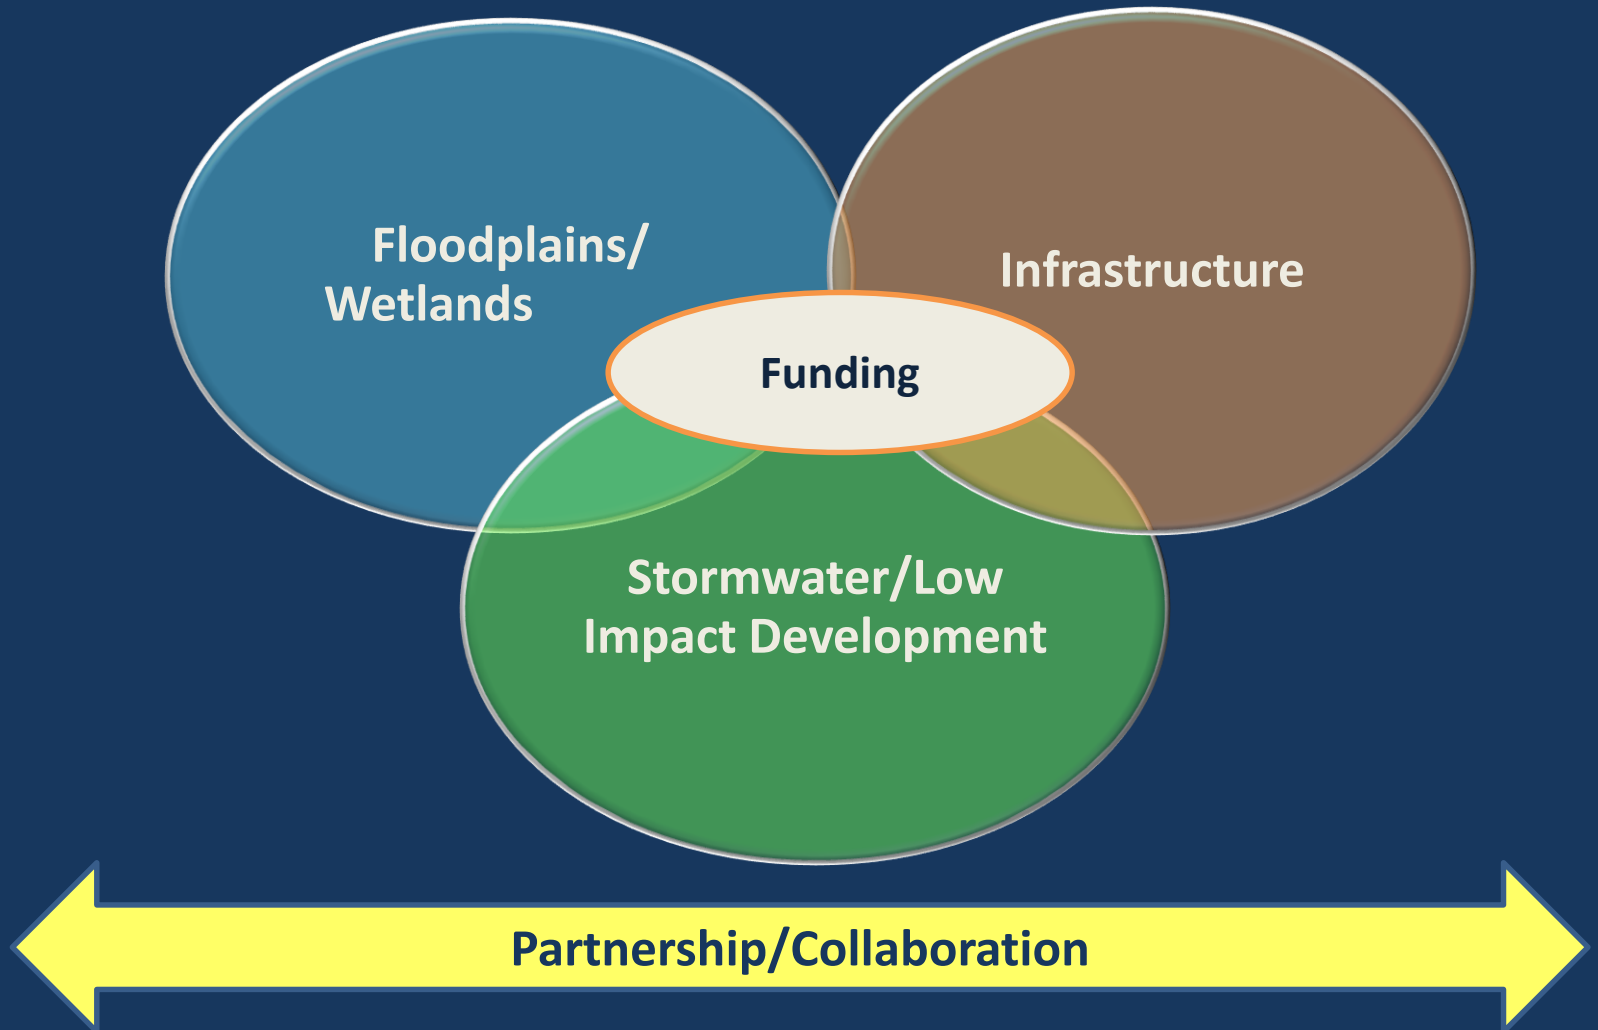 Floodplains/
Wetlands
Infrastructure
Funding
Stormwater/Low
Impact Development
Partnership/Collaboration